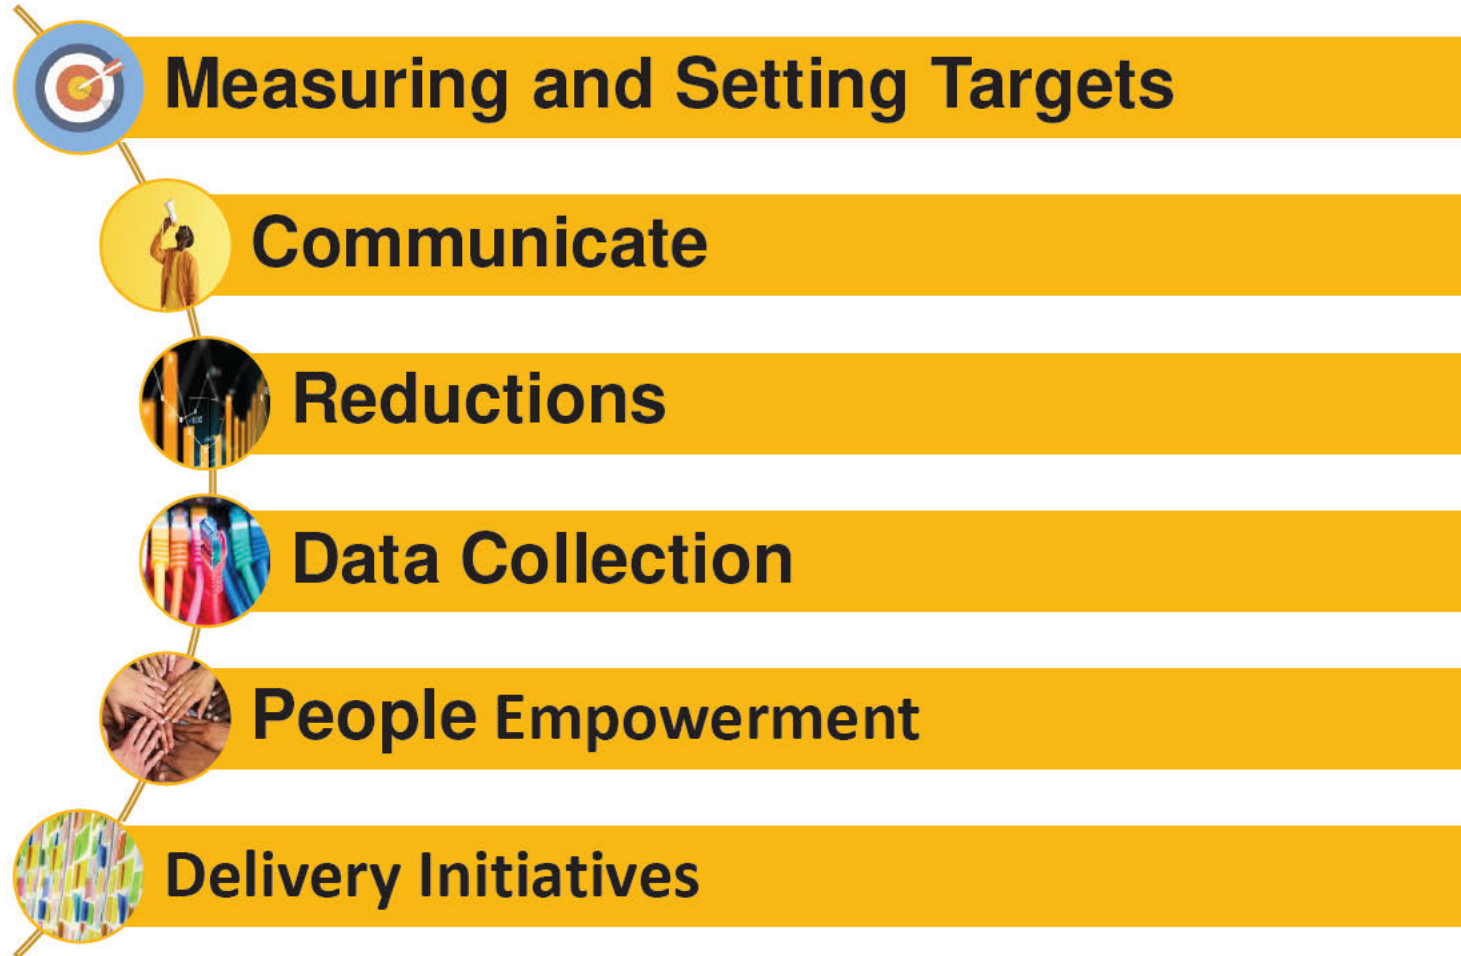 Measuring and Setting Targets
Communicate
Reductions
Data Collection
People Empowerment
Delivery Initiatives